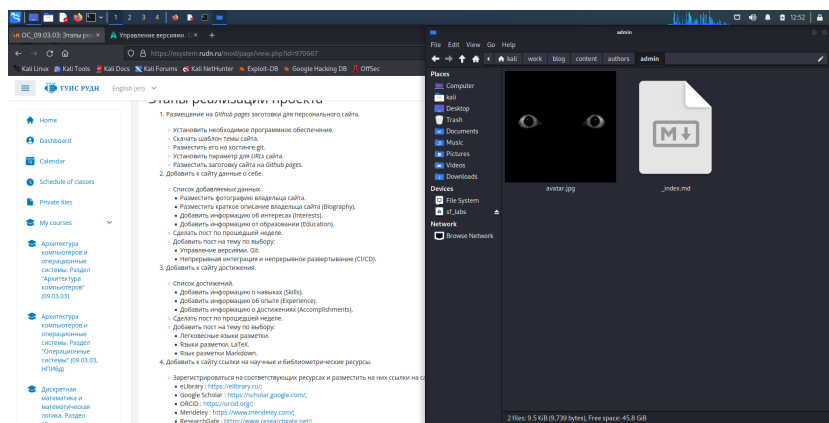 1 2 3 4
12:52
ОС_09.03.03: Этапы реа
Управление версиями. G
https://esystem.rudn.ru/mod/page/view.php?id=970667
Kali Linux Kali Tools Kali Docs Kali Forums Kali NetHunter Exploit-DB Google Hacking DB OffSec
ТУИС РУДН English (en)
Home
Dashboard
Calendar
Schedule of classes
Private files
My courses
Архитектура
компьютеров и
операционные
системы. Раздел
"Архитектура
компьютеров"
(09.03.03)
Архитектура
компьютеров и
операционные
системы. Раздел
"Операционные
системы" (09.03.03,
НПИбд)
Дискретная
математика и
математическая
логика. Раздел
Этапы реализации проекта
1. Размещение на Github pages заготовки для персонального сайта.
Установить необходимое программное обеспечение.
Скачать шаблон темы сайта.
Разместить его на хостинге git.
Установить параметр для URLs сайта.
Разместить заготовку сайта на Github pages.
2. Добавить к сайту данные о себе.
Список добавляемых данных.
Разместить фотографию владельца сайта.
Разместить краткое описание владельца сайта (Biography).
Добавить информацию об интересах (Interests).
Добавить информацию от образовании (Education).
Сделать пост по прошедшей неделе.
Добавить пост на тему по выбору:
Управление версиями. Git.
Непрерывная интеграция и непрерывное развертывание (CI/CD).
3. Добавить к сайту достижения.
Список достижений.
Добавить информацию о навыках (Skills).
Добавить информацию об опыте (Experience).
Добавить информацию о достижениях (Accomplishments).
Сделать пост по прошедшей неделе.
Добавить пост на тему по выбору:
Легковесные языки разметки.
Языки разметки. LaTeX.
Язык разметки Markdown.
4. Добавить к сайту ссылки на научные и библиометрические ресурсы.
Зарегистрироваться на соответствующих ресурсах и разместить на них ссылки на са
eLibrary : https://elibrary.ru/;
Google Scholar : https://scholar.google.com/;
ORCID : https://orcid.org/;
Mendeley : https://www.mendeley.com/;
ResearchGate : https://www.researchgate.net/;
admin
File Edit View Go Help
kali work blog content authors admin
Places
Computer
kali
Desktop
Trash
Documents
Music
Pictures
Videos
Downloads
Devices
File System
sf_labs
Network
Browse Network
M
avatar.jpg
_index.md
2 files: 9.5 KiB (9,739 bytes), Free space: 45.8 GiB